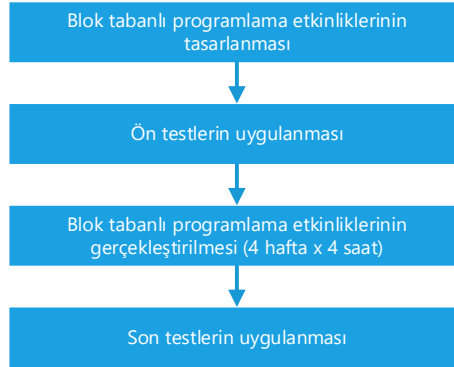 Blok tabanlı programlama etkinliklerinin
tasarlanması
Ön testlerin uygulanması
Blok tabanlı programlama etkinliklerinin
gerçekleştirilmesi (4 hafta x 4 saat)
Son testlerin uygulanması